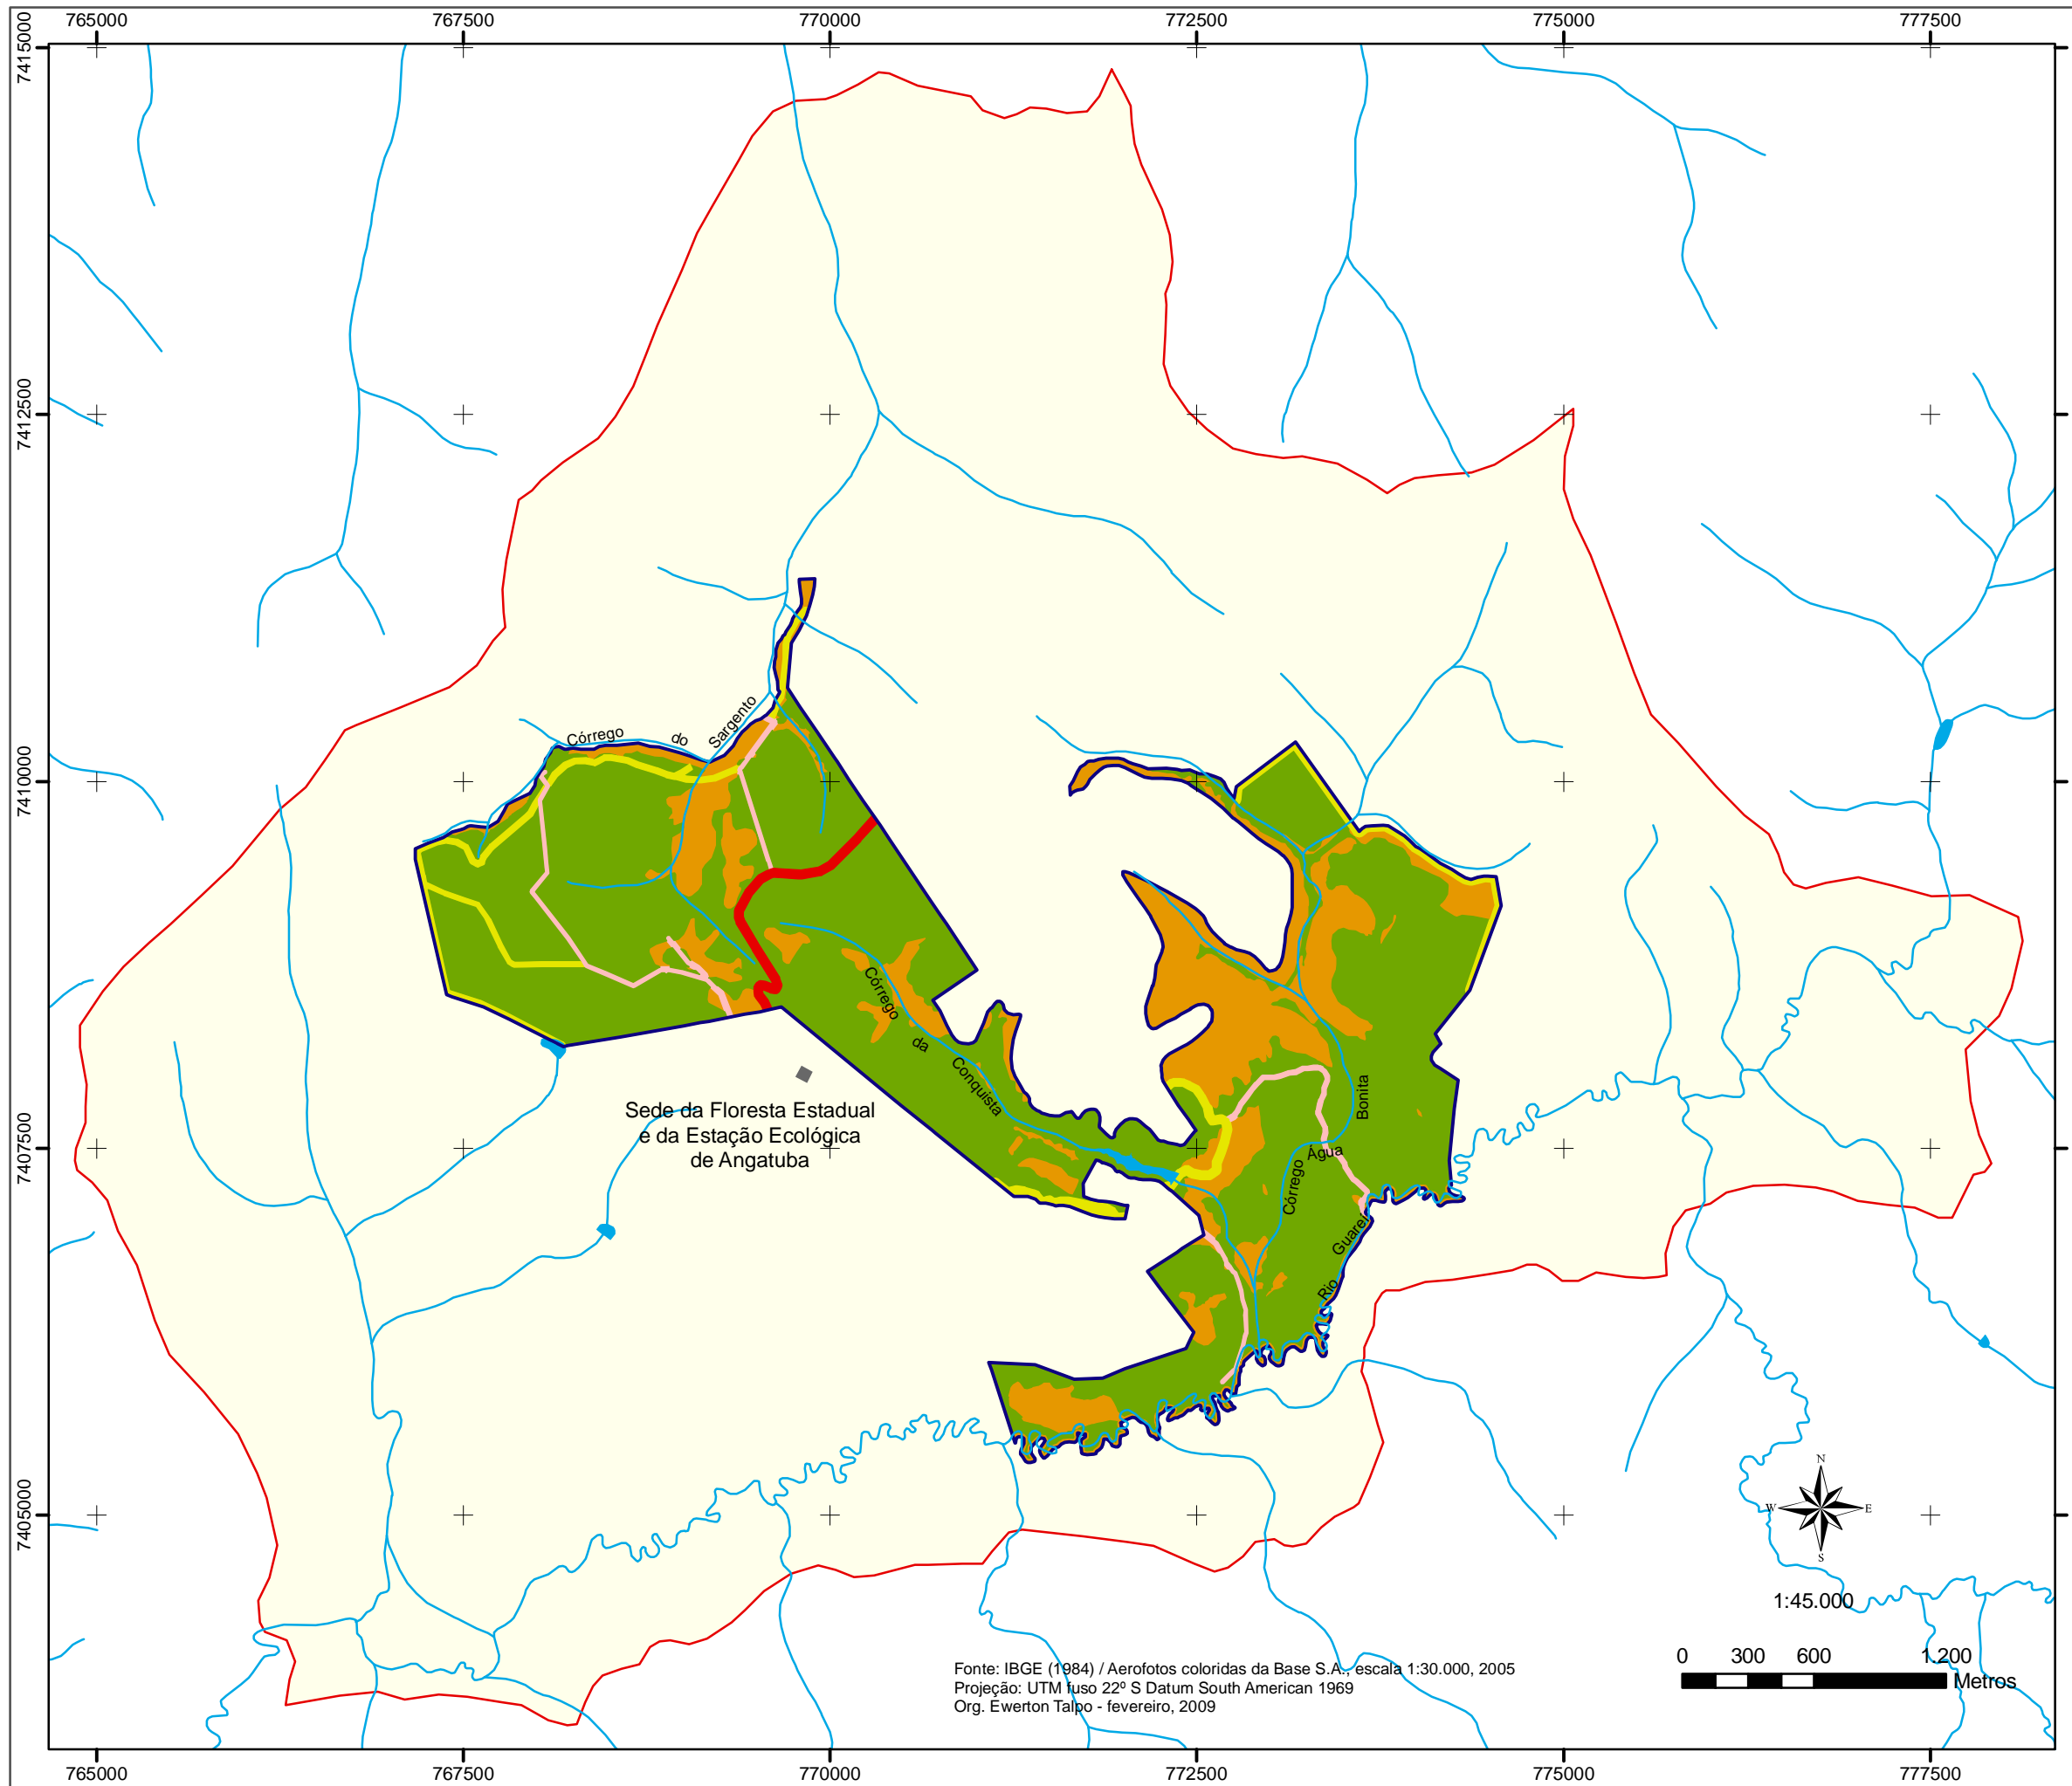 765000 767500 770000 772500 775000 777500
7415000
7412500
7410000
7407500
7405000
Córrego do Sargento
Córrego da Conquista
Córrego Água Bonita
Rio Guareí
Sede da Floresta Estadual
e da Estação Ecológica
de Angatuba
N
W E
S
1:45.000
0 300 600 1.200
Metros
Fonte: IBGE (1984) / Aerofotos coloridas da Base S.A., escala 1:30.000, 2005
Projeção: UTM fuso 22º S Datum South American 1969
Org. Ewerton Talpo - fevereiro, 2009
765000 767500 770000 772500 775000 777500